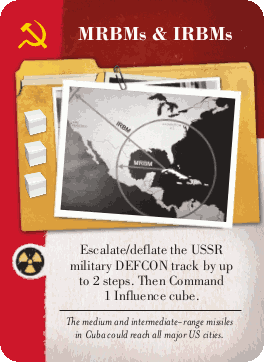 MRBMs & IRBMs
IRBM
MRBM
Escalate/deflate the USSR
military DEFCON track by up
to 2 steps. Then Command
1 Influence cube.
The medium and intermediate-range missiles
in Cuba could reach all major US cities.